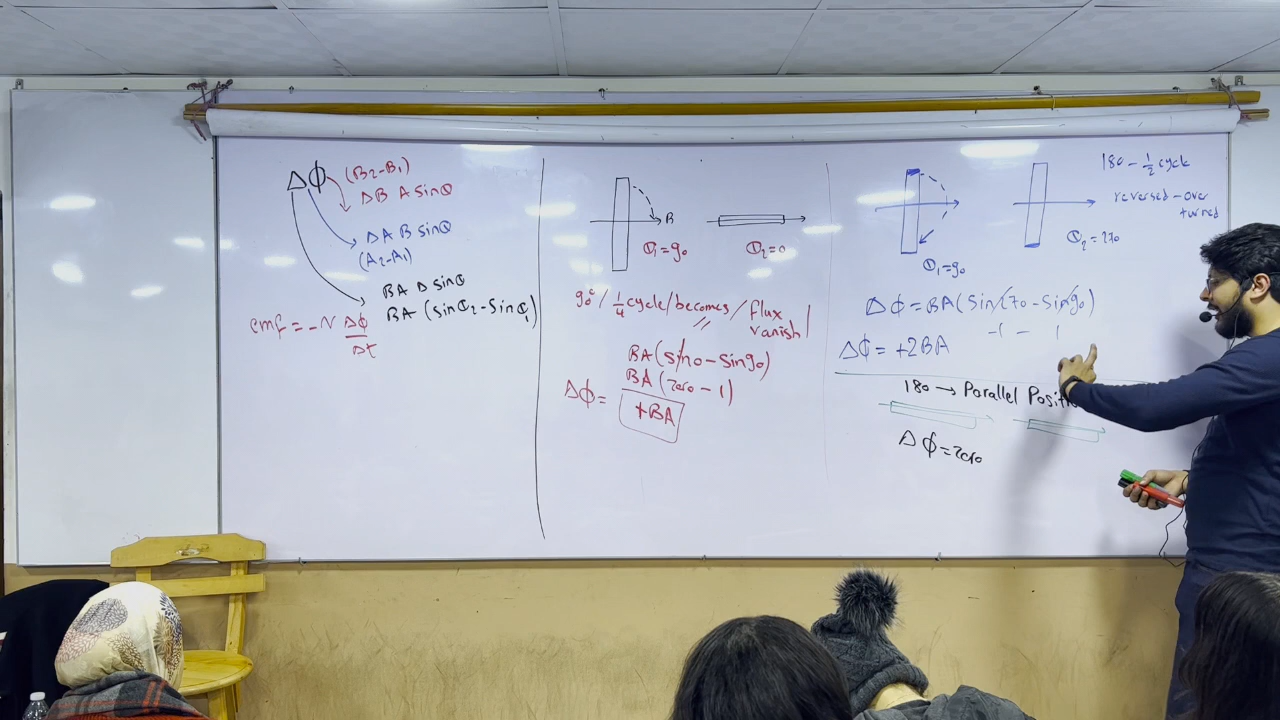 ΔΦ (B₂-B₁)
ΔB A sinθ
ΔA B sinθ
(A₂-A₁)
BA Δ sinθ
BA (sinθ₂-sinθ₁)
emf = -N ΔΦ/Δt
B
θ₁=90
θ₂=0
90°/ 1/4 cycle/becomes/ flux
vanish/
BA(sin0-sin90)
BA(zero-1)
ΔΦ= +BA
180 - 1/2 cycle
reversed - over
turned
θ₁=90
θ₂=270
ΔΦ=BA(sin270-sin90)
-1 - 1
ΔΦ= +2BA
180 → Parallel
ΔΦ=zero